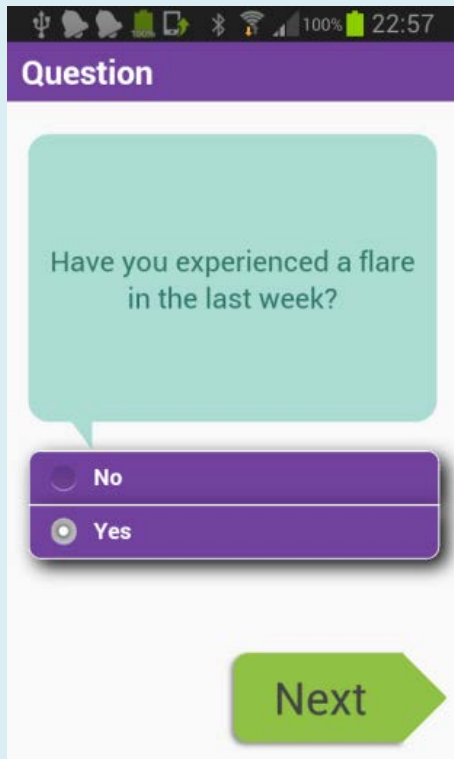 100% 22:57
Question
Have you experienced a flare
in the last week?
No
Yes
Next